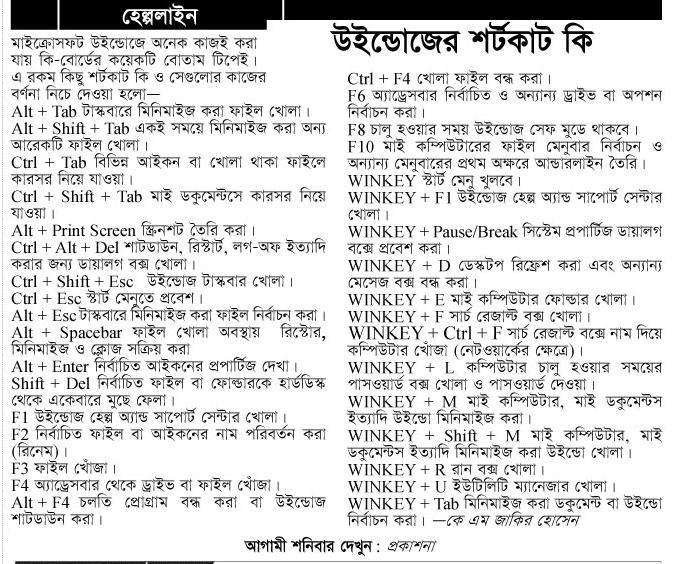 হেল্পলাইন
উইন্ডোজের শর্টকাট কি
মাইক্রোসফট উইন্ডোজে অনেক কাজই করা
যায় কি-বোর্ডের কয়েকটি বোতাম টিপেই।
এ রকম কিছু শর্টকাট কি ও সেগুলোর কাজের
বর্ণনা নিচে দেওয়া হলো—
Alt + Tab টাস্কবারে মিনিমাইজ করা ফাইল খোলা।
Alt + Shift + Tab একই সময়ে মিনিমাইজ করা অন্য
আরেকটি ফাইল খোলা।
Ctrl + Tab বিভিন্ন আইকন বা খোলা থাকা ফাইলে
কারসর নিয়ে যাওয়া।
Ctrl + Shift + Tab মাই ডকুমেন্টসে কারসর নিয়ে
যাওয়া।
Alt + Print Screen স্ক্রিনশট তৈরি করা।
Ctrl + Alt + Del শাটডাউন, রিস্টার্ট, লগ-অফ ইত্যাদি
করার জন্য ডায়ালগ বক্স খোলা।
Ctrl + Shift + Esc উইন্ডোজ টাস্কবার খোলা।
Ctrl + Esc স্টার্ট মেনুতে প্রবেশ।
Alt + Esc টাস্কবারে মিনিমাইজ করা ফাইল নির্বাচন করা।
Alt + Spacebar ফাইল খোলা অবস্থায় রিস্টোর,
মিনিমাইজ ও ক্লোজ সক্রিয় করা
Alt + Enter নির্বাচিত আইকনের প্রপার্টিজ দেখা।
Shift + Del নির্বাচিত ফাইল বা ফোল্ডারকে হার্ডডিস্ক
থেকে একেবারে মুছে ফেলা।
F1 উইন্ডোজ হেল্প অ্যান্ড সাপোর্ট সেন্টার খোলা।
F2 নির্বাচিত ফাইল বা আইকনের নাম পরিবর্তন করা
(রিনেম)।
F3 ফাইল খোঁজা।
F4 অ্যাড্রেসবার থেকে ড্রাইভ বা ফাইল খোঁজা।
Alt + F4 চলতি প্রোগ্রাম বন্ধ করা বা উইন্ডোজ
শাটডাউন করা।
Ctrl + F4 খোলা ফাইল বন্ধ করা।
F6 অ্যাড্রেসবার নির্বাচিত ও অন্যান্য ড্রাইভ বা অপশন
নির্বাচন করা।
F8 চালু হওয়ার সময় উইন্ডোজ সেফ মুডে থাকবে।
F10 মাই কম্পিউটারের ফাইল মেনুবার নির্বাচন ও
অন্যান্য মেনুবারের প্রথম অক্ষরে আন্ডারলাইন তৈরি।
WINKEY স্টার্ট মেনু খুলবে।
WINKEY + F1 উইন্ডোজ হেল্প অ্যান্ড সাপোর্ট সেন্টার
খোলা।
WINKEY + Pause/Break সিস্টেম প্রপার্টিজ ডায়ালগ
বক্সে প্রবেশ করা।
WINKEY + D ডেস্কটপ রিফ্রেশ করা এবং অন্যান্য
মেসেজ বক্স বন্ধ করা।
WINKEY + E মাই কম্পিউটার ফোল্ডার খোলা।
WINKEY + F সার্চ রেজাল্ট বক্স খোলা।
WINKEY + Ctrl + F সার্চ রেজাল্ট বক্সে নাম দিয়ে
কম্পিউটার খোঁজা (নেটওয়ার্কের ক্ষেত্রে)।
WINKEY + L কম্পিউটার চালু হওয়ার সময়ের
পাসওয়ার্ড বক্স খোলা ও পাসওয়ার্ড দেওয়া।
WINKEY + M মাই কম্পিউটার, মাই ডকুমেন্টস
ইত্যাদি উইন্ডো মিনিমাইজ করা।
WINKEY + Shift + M মাই কম্পিউটার, মাই
ডকুমেন্টস ইত্যাদি মিনিমাইজ করা উইন্ডো খোলা।
WINKEY + R রান বক্স খোলা।
WINKEY + U ইউটিলিটি ম্যানেজার খোলা।
WINKEY + Tab মিনিমাইজ করা ডকুমেন্ট বা উইন্ডো
নির্বাচন করা। —কে এম জাকির হোসেন
আগামী শনিবার দেখুন : প্রকাশনা